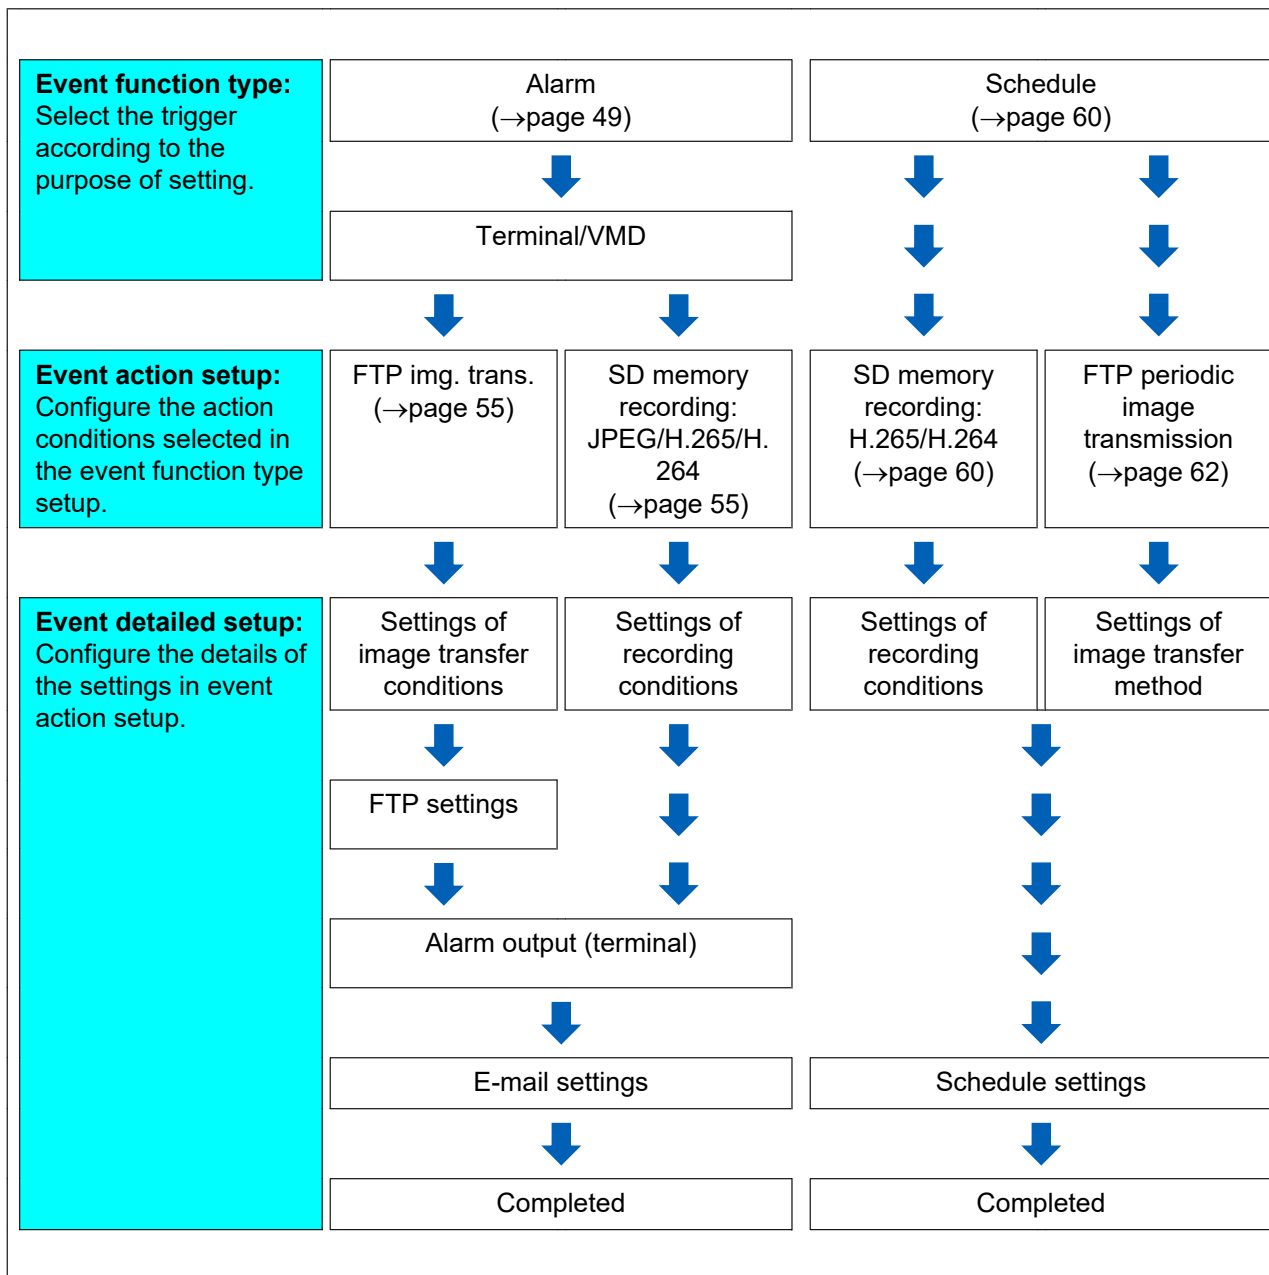 Event function type:
Select the trigger
according to the
purpose of setting.
Alarm
(→page 49)
Schedule
(→page 60)
Terminal/VMD
Event action setup:
Configure the action
conditions selected in
the event function type
setup.
FTP img. trans.
(→page 55)
SD memory
recording:
JPEG/H.265/H.
264
(→page 55)
SD memory
recording:
H.265/H.264
(→page 60)
FTP periodic
image
transmission
(→page 62)
Event detailed setup:
Configure the details of
the settings in event
action setup.
Settings of
image transfer
conditions
Settings of
recording
conditions
Settings of
recording
conditions
Settings of
image transfer
method
FTP settings
Alarm output (terminal)
E-mail settings
Schedule settings
Completed
Completed